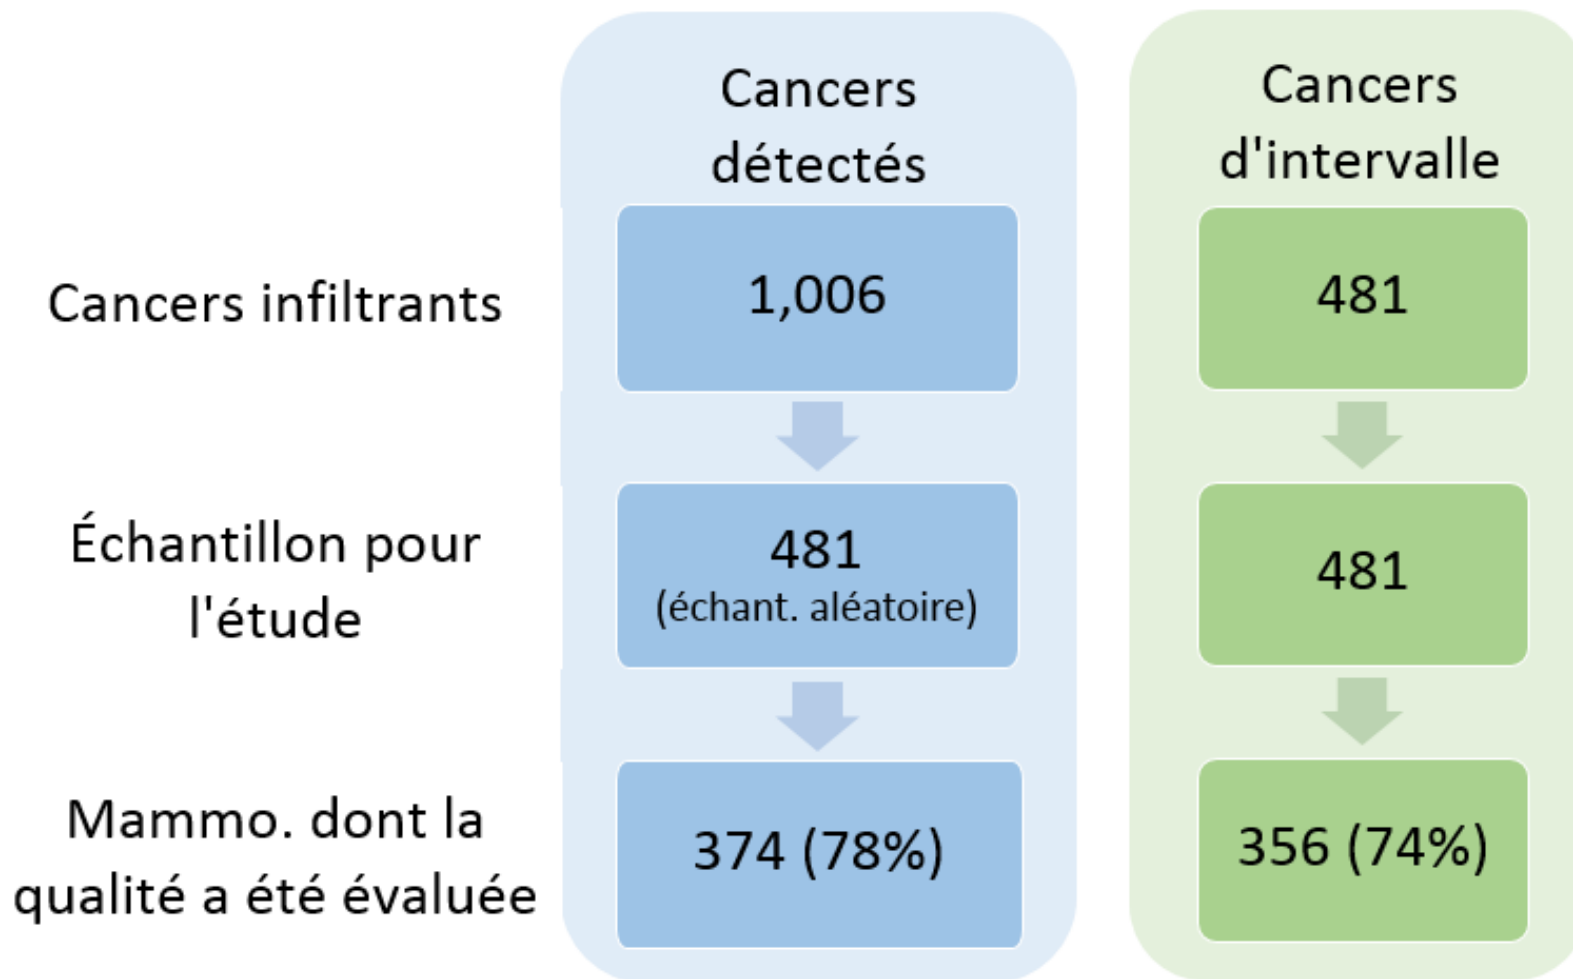 Cancers
détectés
Cancers
d'intervalle
Cancers infiltrants
1,006
481
Échantillon pour
l'étude
481
(échant. aléatoire)
481
Mammo. dont la
qualité a été évaluée
374 (78%)
356 (74%)